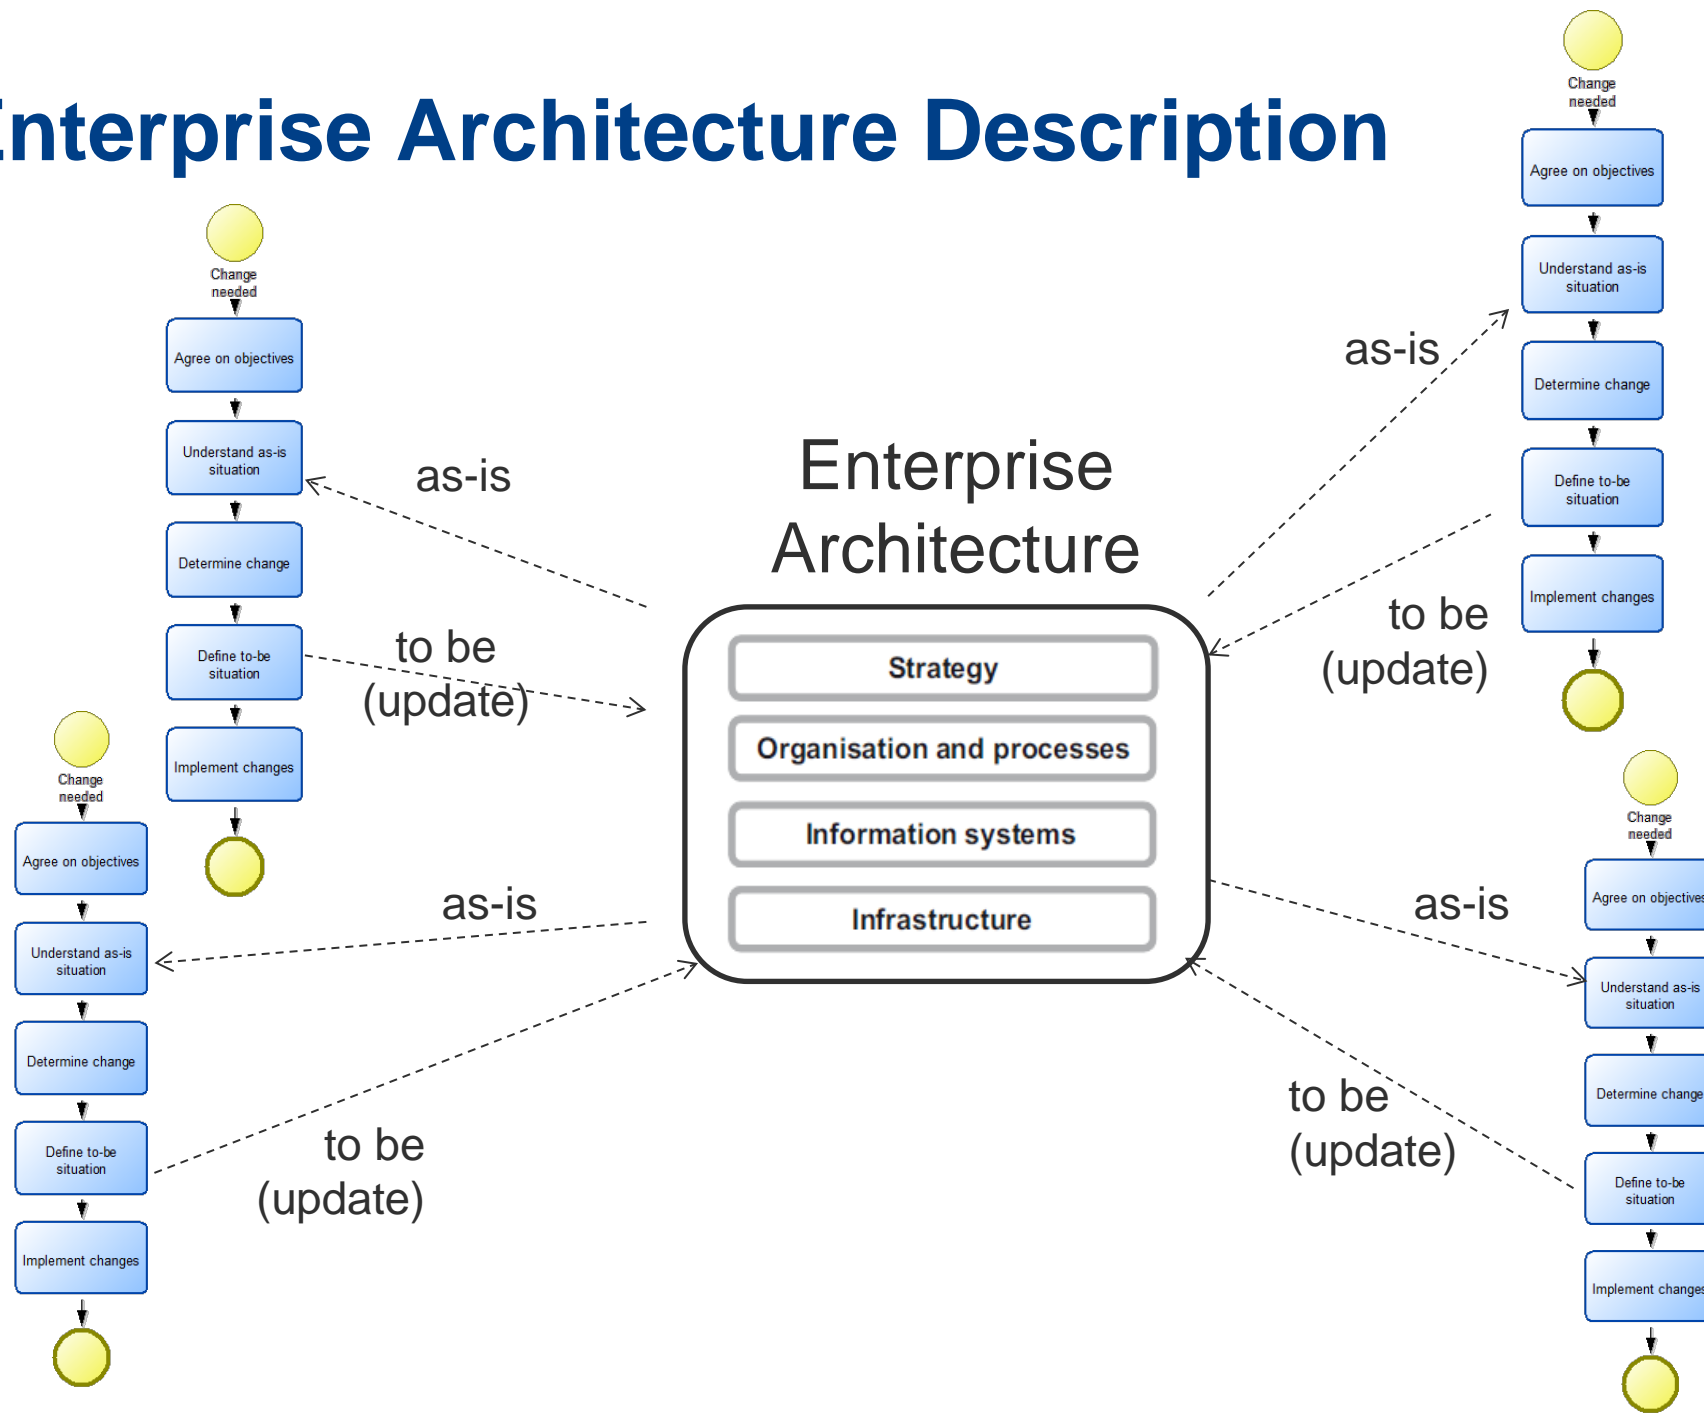 Enterprise Architecture Description
Change
needed
Agree on objectives
Understand as-is
situation
Determine change
Define to-be
situation
Implement changes
Change
needed
Agree on objectives
Understand as-is
situation
Determine change
Define to-be
situation
Implement changes
as-is
to be
(update)
as-is
to be
(update)
Enterprise
Architecture
Strategy
Organisation and processes
Information systems
Infrastructure
as-is
to be
(update)
as-is
to be
(update)
Change
needed
Agree on objectives
Understand as-is
situation
Determine change
Define to-be
situation
Implement changes
Change
needed
Agree on objectives
Understand as-is
situation
Determine change
Define to-be
situation
Implement changes